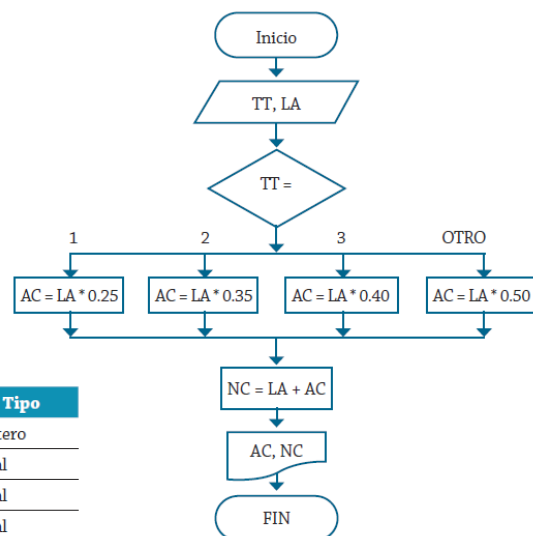 Inicio
TT, LA
TT =
1 2 3 OTRO
AC = LA * 0.25 AC = LA * 0.35 AC = LA * 0.40 AC = LA * 0.50
NC = LA + AC
AC, NC
FIN
Tipo